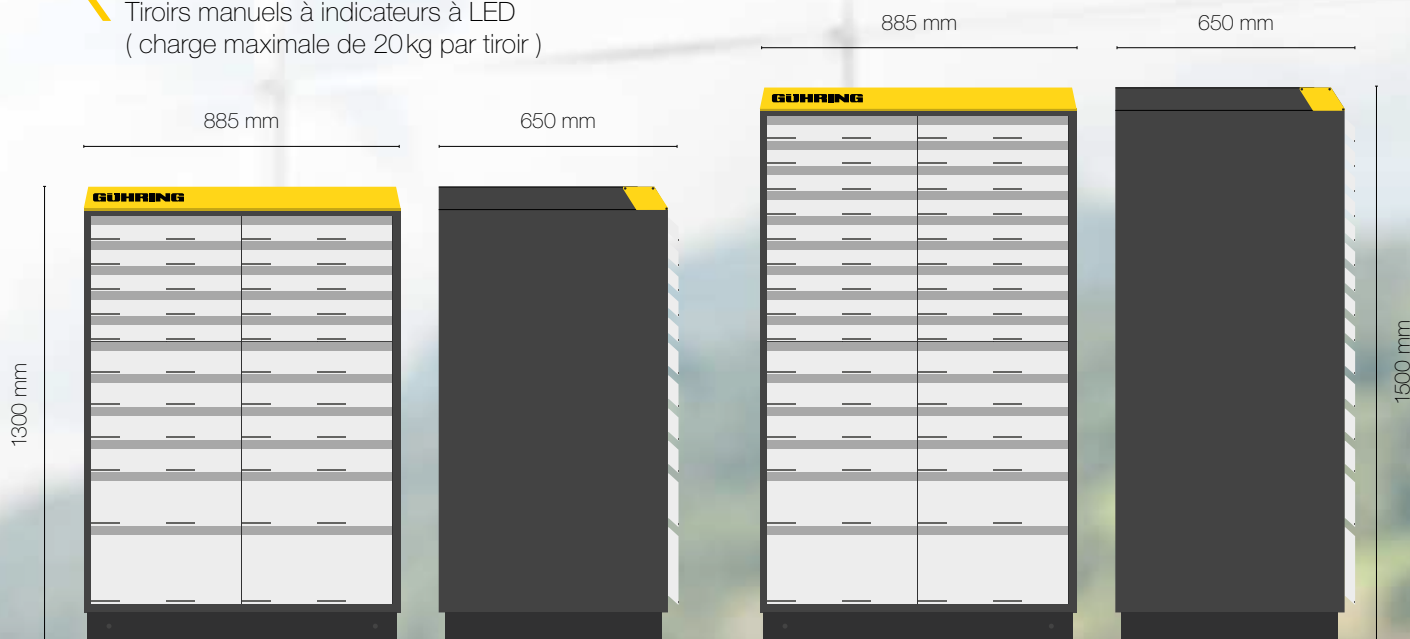 Tiroirs manuels à indicateurs à LED
( charge maximale de 20 kg par tiroir )
885 mm
650 mm
885 mm
650 mm
GÜHRING
GÜHRING
1300 mm
1500 mm